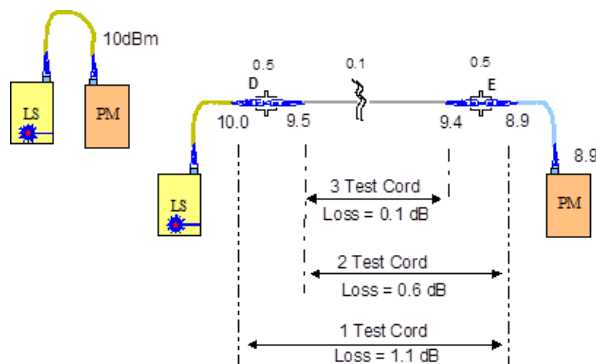 10dBm
LS
PM
0.5
0.1
0.5
D
E
10.0
9.5
9.4
8.9
LS
8.9
PM
3 Test Cord
Loss = 0.1 dB
2 Test Cord
Loss = 0.6 dB
1 Test Cord
Loss = 1.1 dB